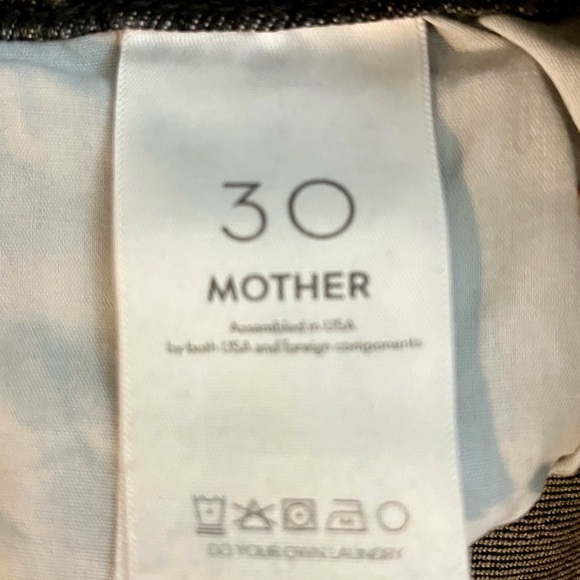 30
MOTHER
Assembled in USA
by both USA and foreign components
DO YOUR OWN LAUNDRY